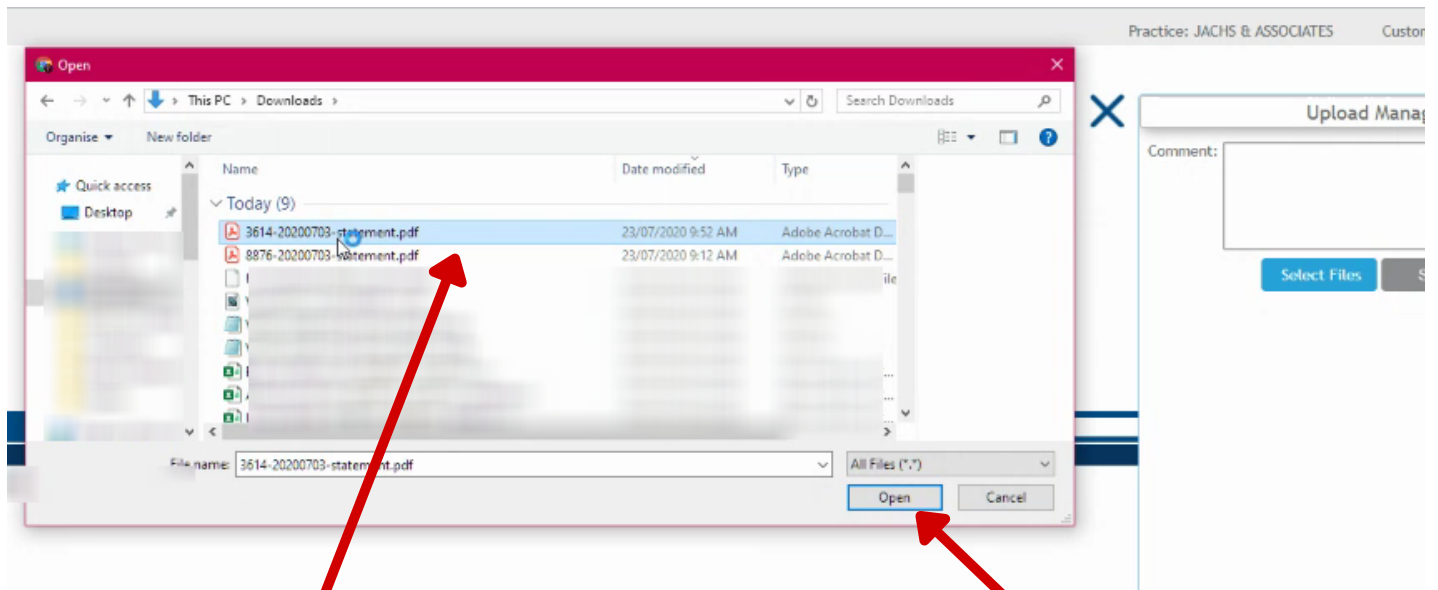 Practice: JACHS & ASSOCIATES Custor
Open
This PC > Downloads >
Search Downloads
Organise New folder
Upload Manag
Comment:
Name Date modified Type
Quick access
Desktop
Today (9)
3614-20200703-statement.pdf 23/07/2020 9:52 AM Adobe Acrobat D...
8876-20200703-statement.pdf 23/07/2020 9:12 AM Adobe Acrobat D...
ile
Select Files S
File name: 3614-20200703-statement.pdf
All Files (*.*)
Open Cancel